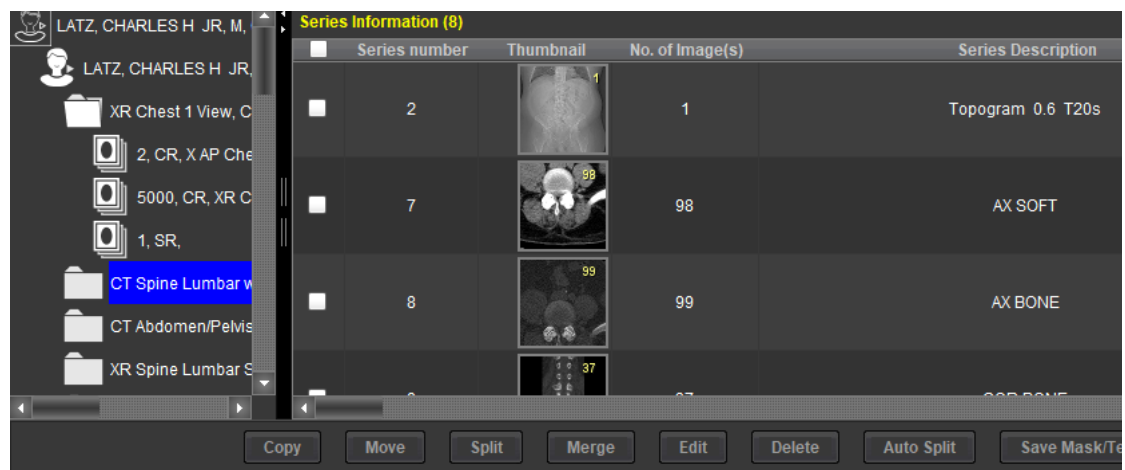 LATZ, CHARLES H JR, M,
LATZ, CHARLES H JR,
XR Chest 1 View, C
2, CR, X AP Che
5000, CR, XR C
1, SR,
CT Spine Lumbar w
CT Abdomen/Pelvis
XR Spine Lumbar S
Series Information (8)
Series number Thumbnail No. of Image(s) Series Description
2 1 1 Topogram 0.6 T20s
7 98 98 AX SOFT
8 99 99 AX BONE
37 37 COR BONE
Copy Move Split Merge Edit Delete Auto Split Save Mask/Te